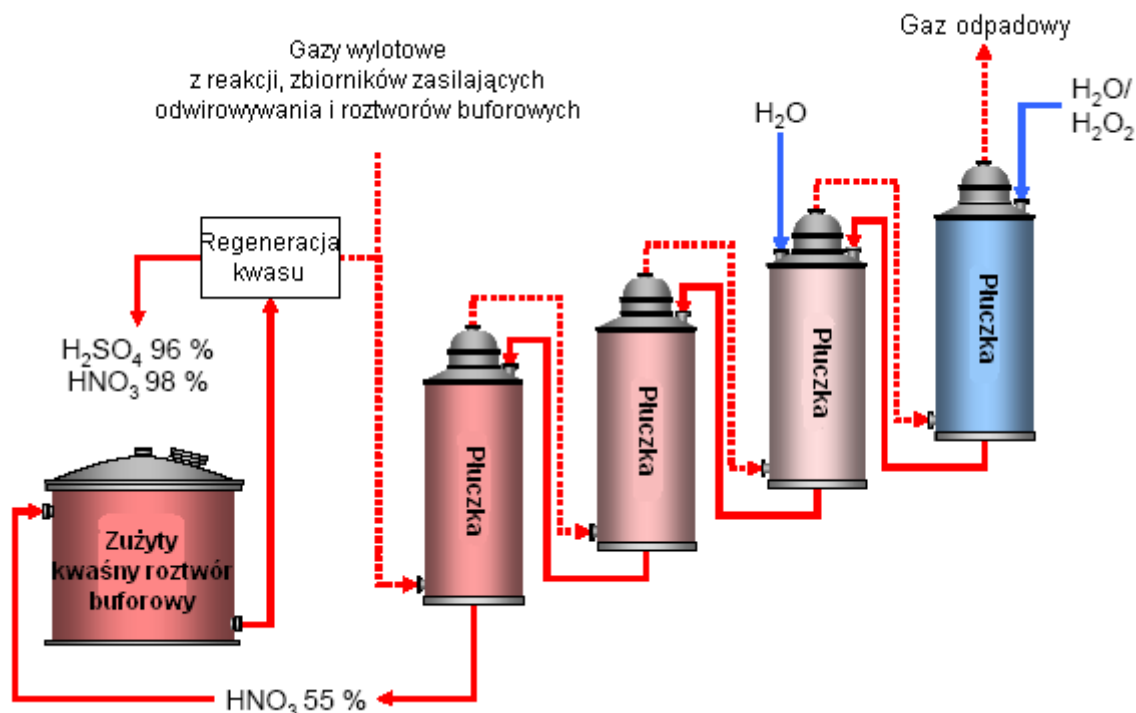 Gaz odpadowy
Gazy wylotowe
z reakcji, zbiorników zasilających
odwirowywania i roztworów buforowych
H₂O
H₂O/
H₂O₂
Regeneracja
kwasu
H₂SO₄ 96 %
HNO₃ 98 %
Płuczka
Płuczka
Płuczka
Płuczka
Zużyty
kwaśny roztwór
buforowy
HNO₃ 55 %